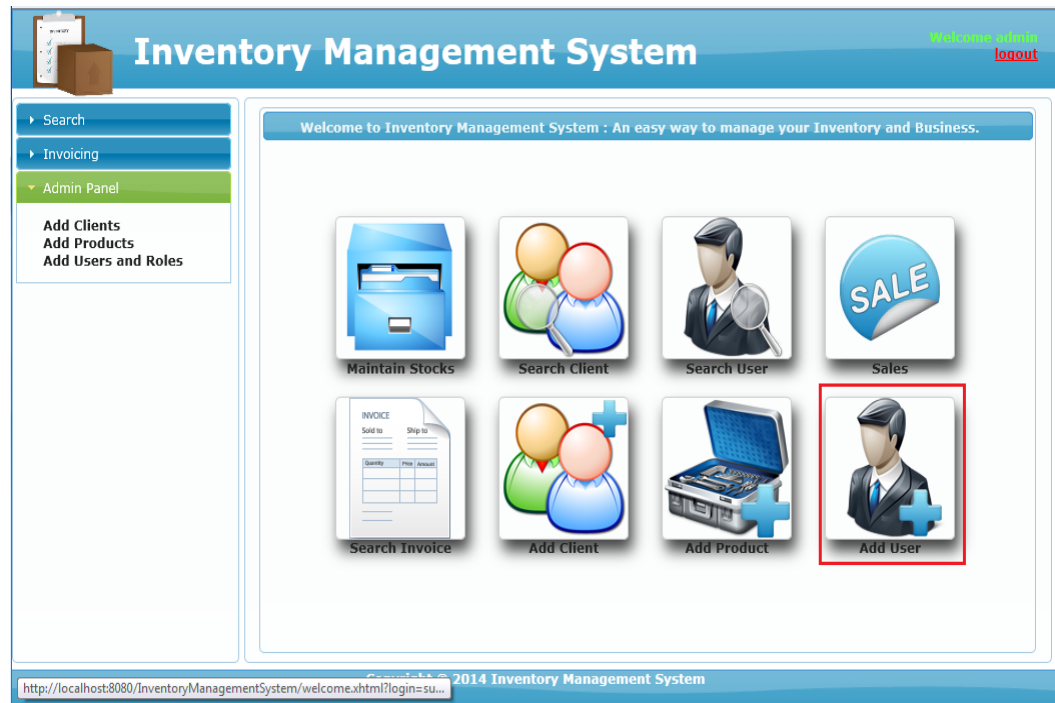 Inventory Management System
Welcome admin
logout
Search
Invoicing
Admin Panel
Add Clients
Add Products
Add Users and Roles
Welcome to Inventory Management System : An easy way to manage your Inventory and Business.
SALE
Maintain Stocks
Search Client
Search User
Sales
INVOICE
Sold to Ship to
Quantity Price Amount
Search Invoice
Add Client
Add Product
Add User
Copyright © 2014 Inventory Management System
http://localhost:8080/InventoryManagementSystem/welcome.xhtml?login=su...